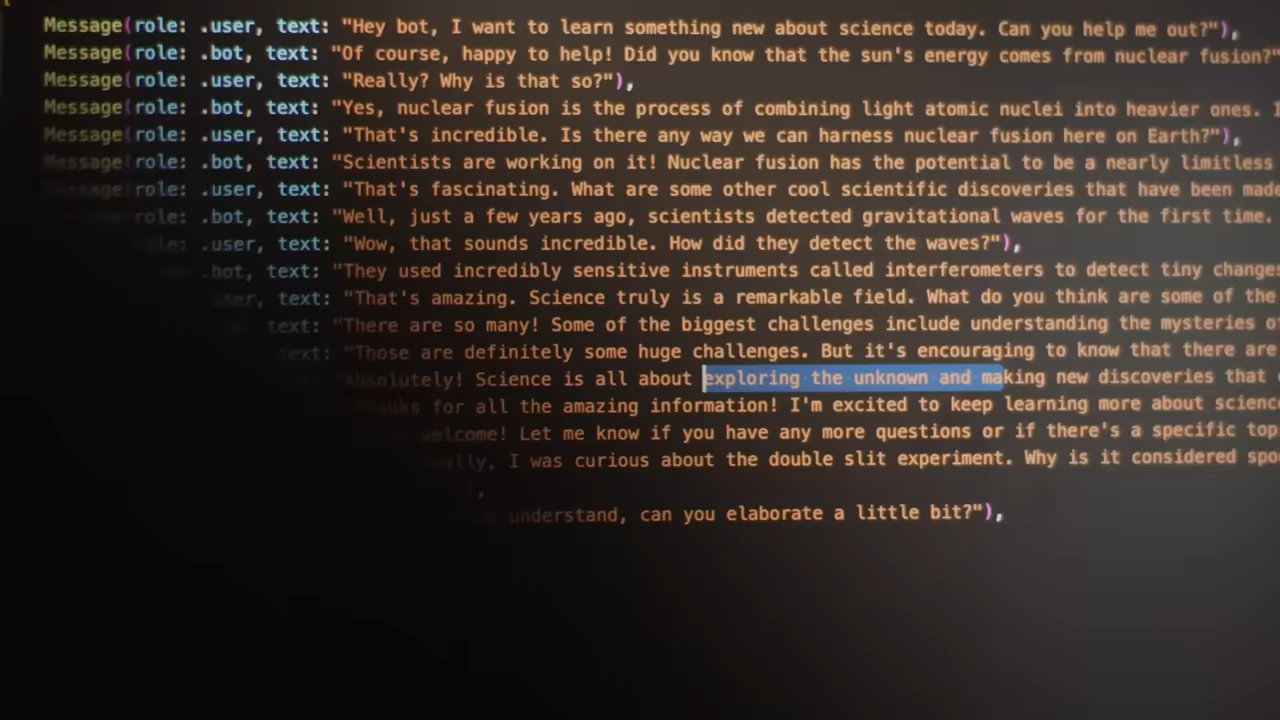 Message(role: .user, text: "Hey bot, I want to learn something new about science today. Can you help me out?"),
Message(role: .bot, text: "Of course, happy to help! Did you know that the sun's energy comes from nuclear fusion?"
Message(role: .user, text: "Really? Why is that so?"),
Message(role: .bot, text: "Yes, nuclear fusion is the process of combining light atomic nuclei into heavier ones.
Message(role: .user, text: "That's incredible. Is there any way we can harness nuclear fusion here on Earth?"),
Message(role: .bot, text: "Scientists are working on it! Nuclear fusion has the potential to be a nearly limitless
Message(role: .user, text: "That's fascinating. What are some other cool scientific discoveries that have been made
role: .bot, text: "Well, just a few years ago, scientists detected gravitational waves for the first time.
.user, text: "Wow, that sounds incredible. How did they detect the waves?"),
.bot, text: "They used incredibly sensitive instruments called interferometers to detect tiny changes
text: "That's amazing. Science truly is a remarkable field. What do you think are some of the
text: "There are so many! Some of the biggest challenges include understanding the mysteries
text: "Those are definitely some huge challenges. But it's encouraging to know that there are
Absolutely! Science is all about exploring the unknown and making new discoveries that
Thanks for all the amazing information! I'm excited to keep learning more about
welcome! Let me know if you have any more questions or if there's a specific
I was curious about the double slit experiment. Why is it considered
understand, can you elaborate a little bit?"),